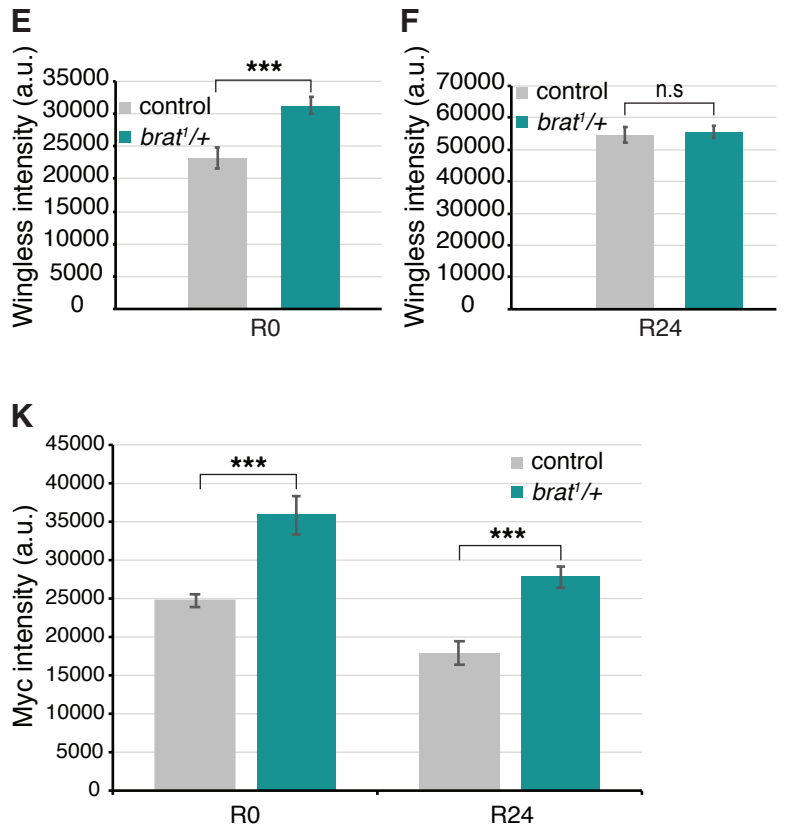 E
Wingless intensity (a.u.)
35000
30000
25000
20000
15000
10000
5000
0
control
brat¹/+
***
R0
F
Wingless intensity (a.u.)
70000
60000
50000
40000
30000
20000
10000
0
control
brat¹/+
n.s
R24
K
Myc intensity (a.u.)
45000
40000
35000
30000
25000
20000
15000
10000
5000
0
***
***
control
brat¹/+
R0
R24